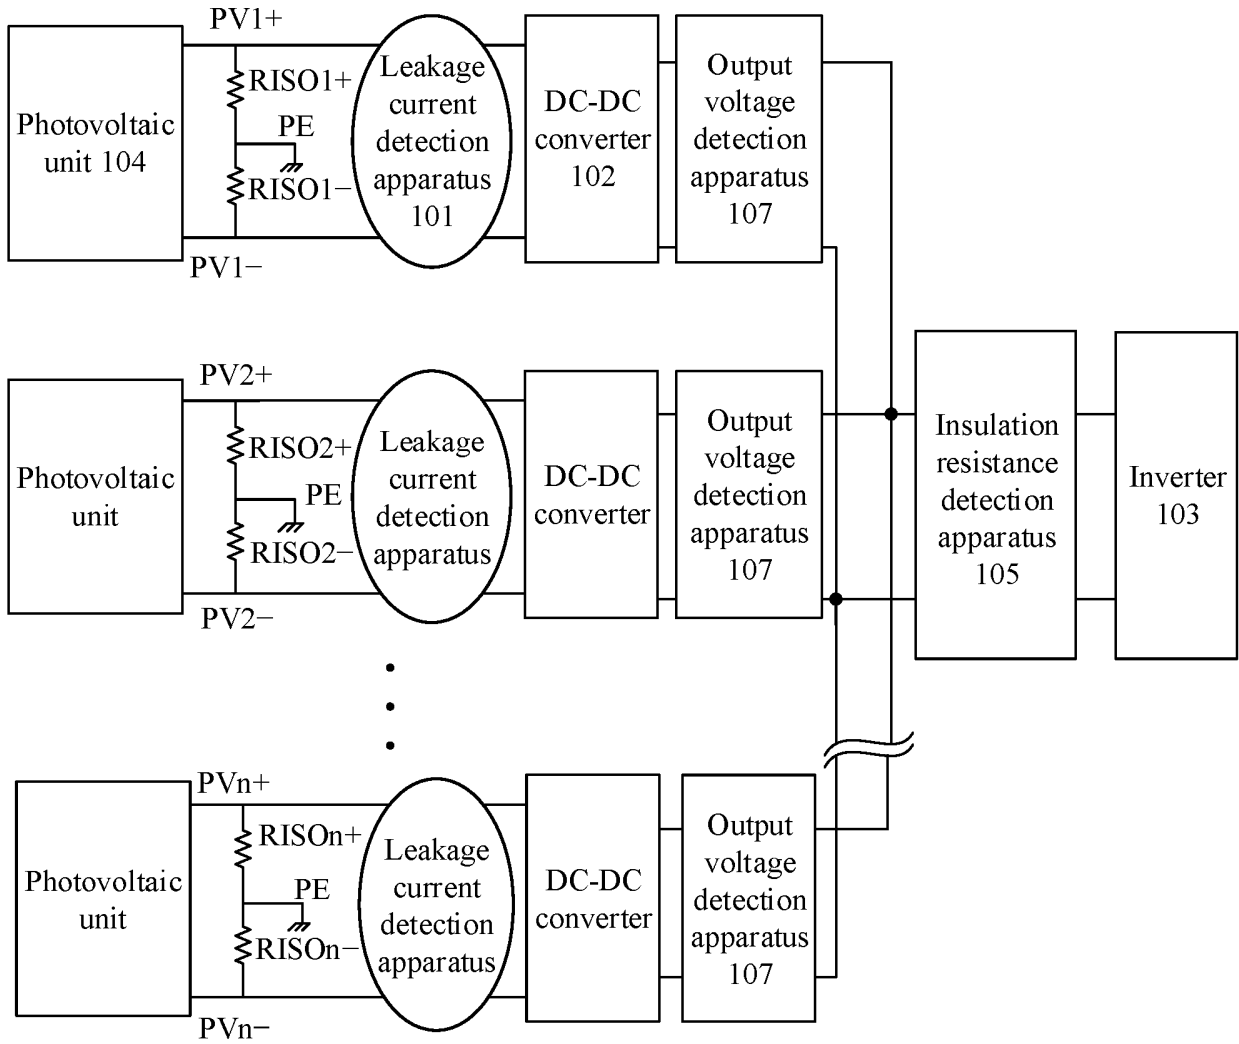 PV1+
Photovoltaic
unit 104
RISO1+
PE
RISO1−
PV1−
Leakage
current
detection
apparatus
101
DC-DC
converter
102
Output
voltage
detection
apparatus
107
PV2+
Photovoltaic
unit
RISO2+
PE
RISO2−
PV2−
Leakage
current
detection
apparatus
DC-DC
converter
Output
voltage
detection
apparatus
107
Insulation
resistance
detection
apparatus
105
Inverter
103
PVn+
Photovoltaic
unit
RISOn+
PE
RISOn−
PVn−
Leakage
current
detection
apparatus
DC-DC
converter
Output
voltage
detection
apparatus
107